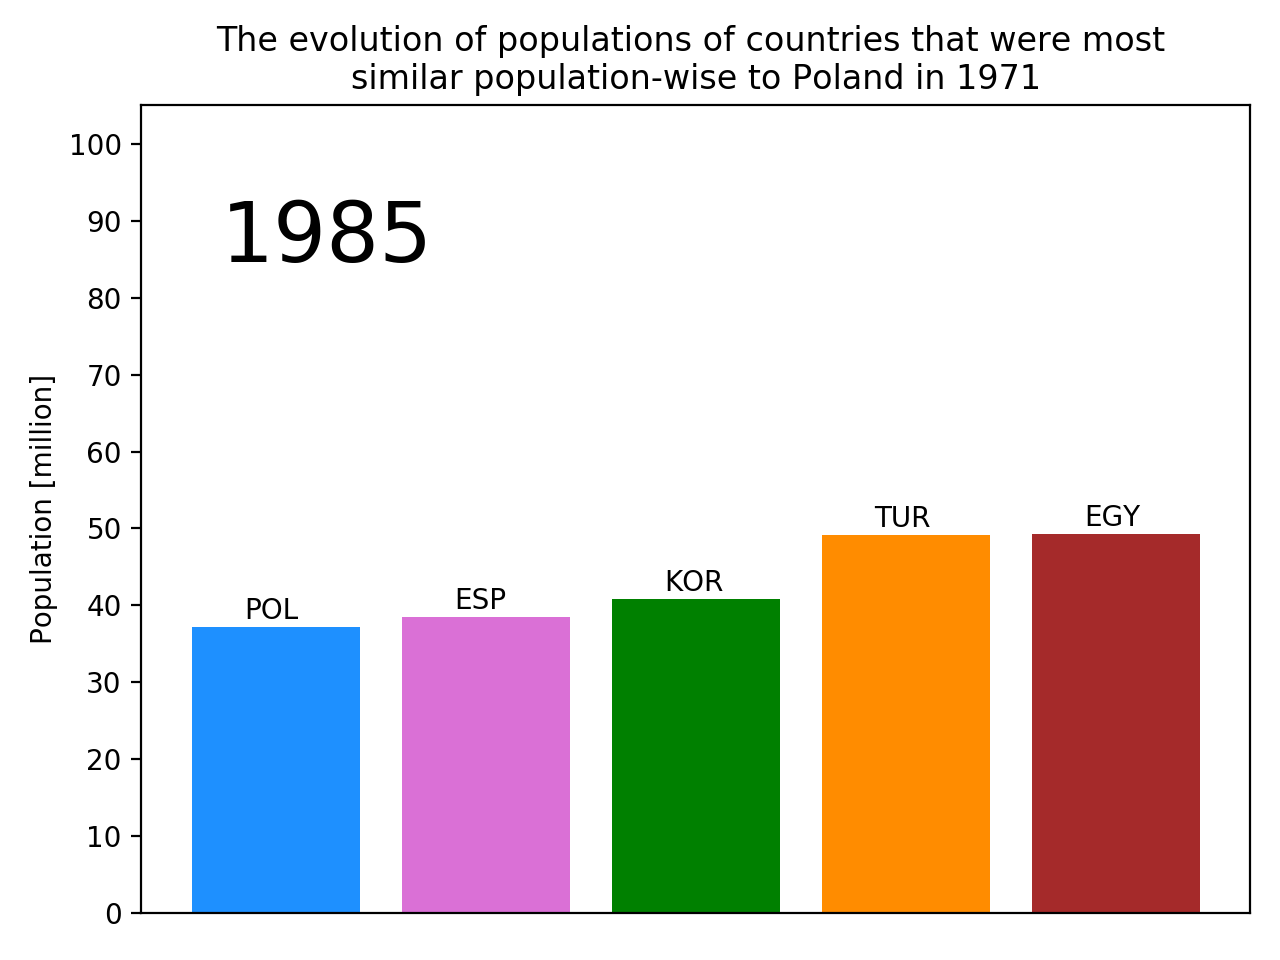 The evolution of populations of countries that were most
similar population-wise to Poland in 1971
100
90
80
70
60
50
40
30
20
10
0
Population [million]
1985
POL
ESP
KOR
TUR
EGY